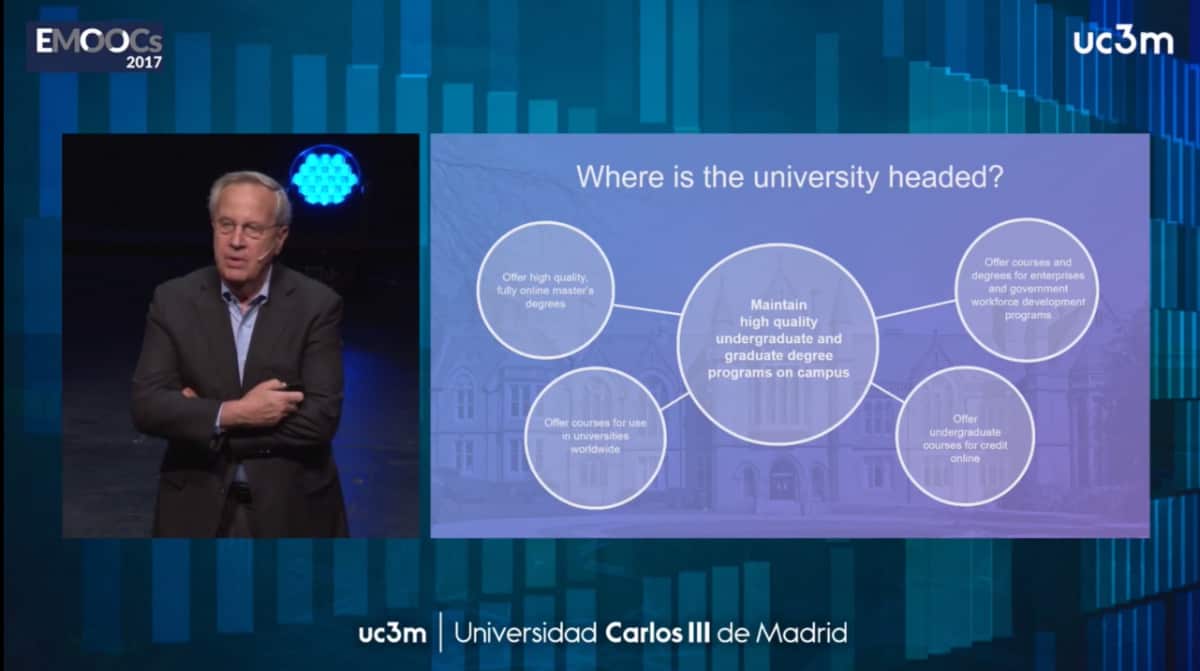 EMOOCs
2017
uc3m
Where is the university headed?
Offer high quality,
fully online master's
degrees
Maintain
high quality
undergraduate and
graduate degree
programs on campus
Offer courses and
degrees for enterprises
and government
workforce development
programs
Offer courses for use
in universities
worldwide
Offer
undergraduate
courses for credit
online
uc3m | Universidad Carlos III de Madrid